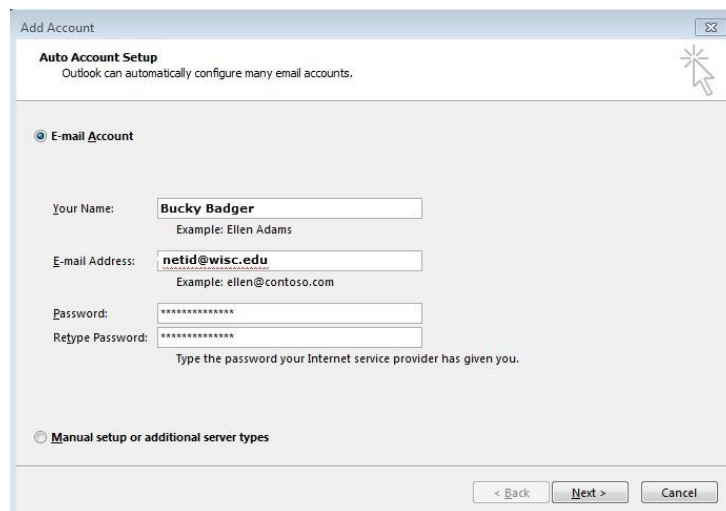 Add Account
Auto Account Setup
Outlook can automatically configure many email accounts.
E-mail Account
Your Name: Bucky Badger
Example: Ellen Adams
E-mail Address: netid@wisc.edu
Example: ellen@contoso.com
Password: **************
Retype Password: **************
Type the password your Internet service provider has given you.
Manual setup or additional server types
< Back Next > Cancel